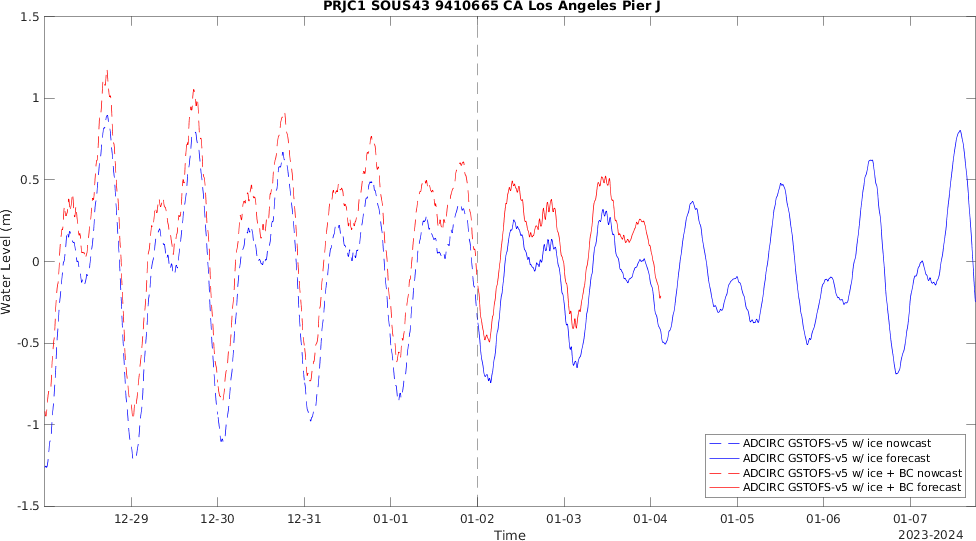 PRJC1 SOUS43 9410665 CA Los Angeles Pier J
1.5
1
0.5
0
-0.5
-1
-1.5
Water Level (m)
12-29
12-30
12-31
01-01
01-02
01-03
01-04
01-05
01-06
01-07
Time
2023-2024
ADCIRC GSTOFS-v5 w/ ice nowcast
ADCIRC GSTOFS-v5 w/ ice forecast
ADCIRC GSTOFS-v5 w/ ice + BC nowcast
ADCIRC GSTOFS-v5 w/ ice + BC forecast